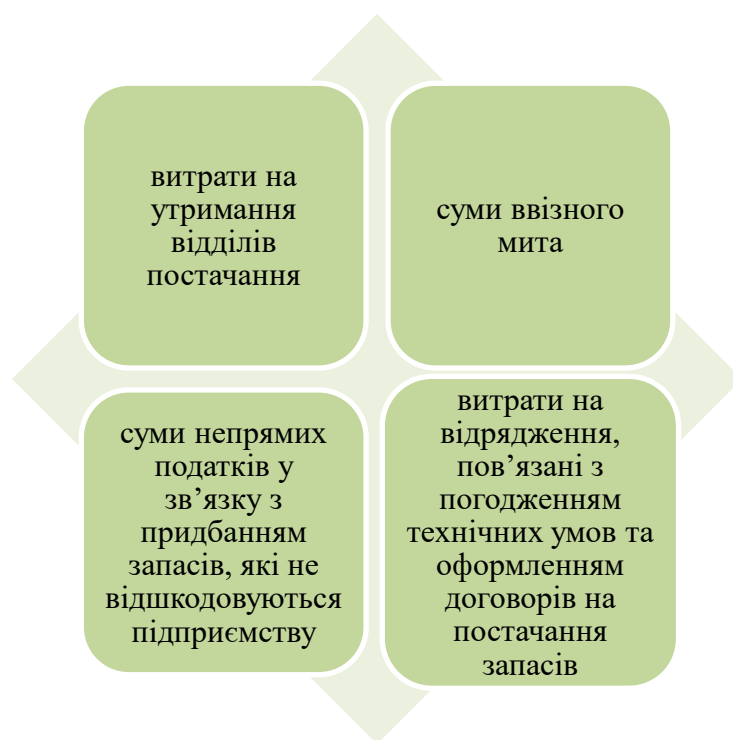 витрати на
утримання
відділів
постачання
суми ввізного
мита
суми непрямих
податків у
зв’язку з
придбанням
запасів, які не
відшкодовуються
підприємству
витрати на
відрядження,
пов’язані з
погодженням
технічних умов та
оформленням
договорів на
постачання
запасів